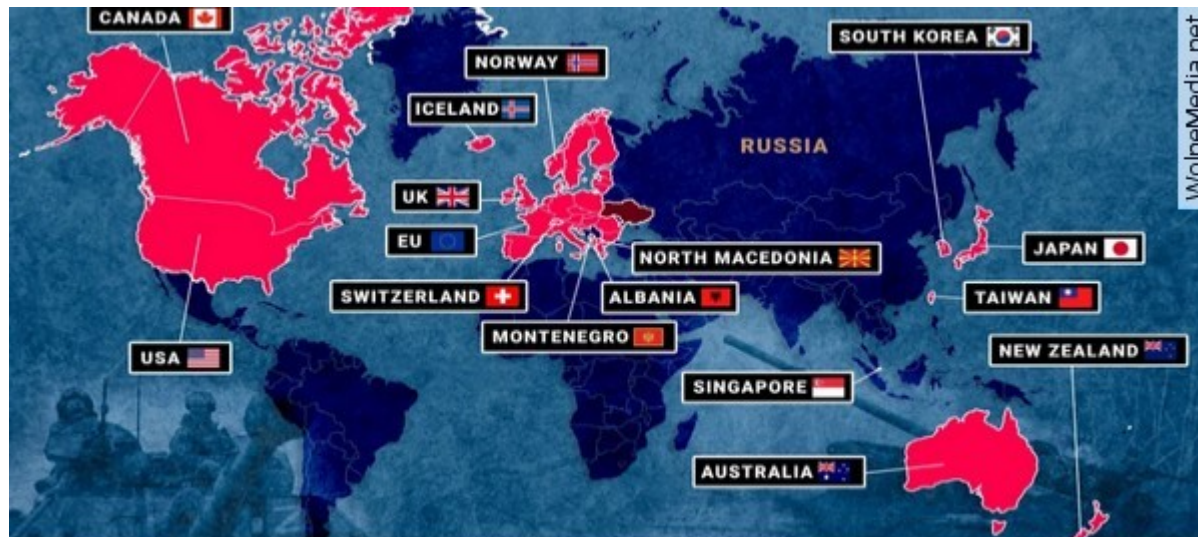 CANADA
SOUTH KOREA
NORWAY
ICELAND
RUSSIA
UK
EU
NORTH MACEDONIA
JAPAN
SWITZERLAND
ALBANIA
TAIWAN
MONTENEGRO
NEW ZEALAND
USA
SINGAPORE
AUSTRALIA
WolneMedia.net